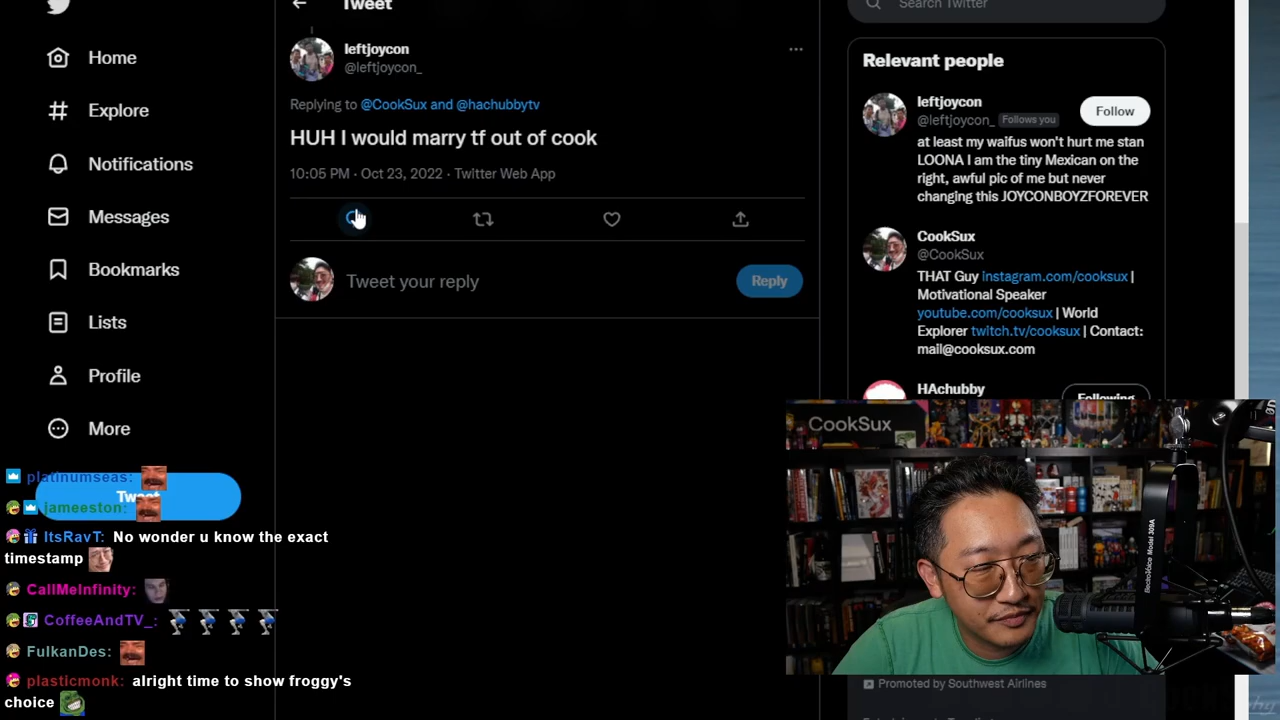 Tweet
Search Twitter
Home
Explore
Notifications
Messages
Bookmarks
Lists
Profile
More
Tweet
leftjoycon
@leftjoycon_
Replying to @CookSux and @hachubbytv
HUH I would marry tf out of cook
10:05 PM · Oct 23, 2022 · Twitter Web App
Tweet your reply
Reply
Relevant people
leftjoycon
@leftjoycon_ Follows you
Follow
at least my waifus won't hurt me stan
LOONA I am the tiny Mexican on the
right, awful pic of me but never
changing this JOYCONBOYZFOREVER
CookSux
@CookSux
THAT Guy instagram.com/cooksux |
Motivational Speaker
youtube.com/cooksux | World
Explorer twitch.tv/cooksux | Contact:
mail@cooksux.com
HAchubby
Following
CookSux
ElectroVoice Model 309A
Promoted by Southwest Airlines
platinumseas:
jameeston:
ItsRavT: No wonder u know the exact
timestamp
CallMeInfinity:
CoffeeAndTV_:
FulkanDes:
plasticmonk: alright time to show froggy's
choice